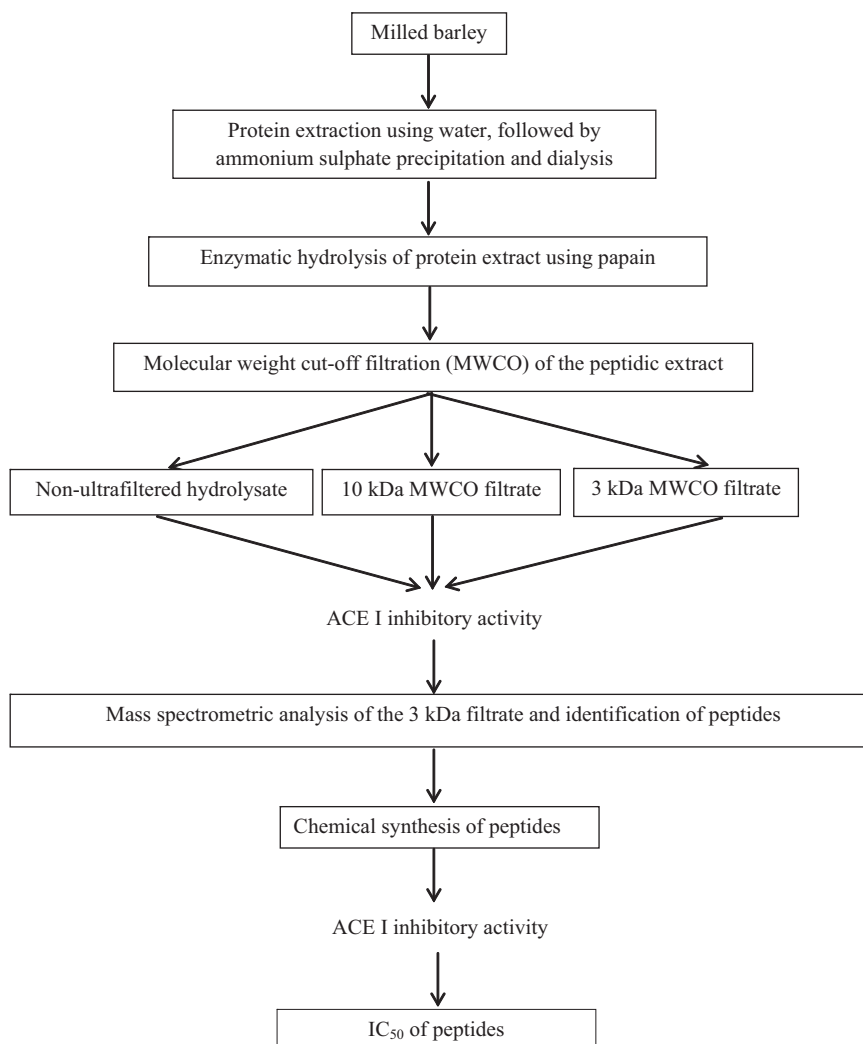 Milled barley
Protein extraction using water, followed by
ammonium sulphate precipitation and dialysis
Enzymatic hydrolysis of protein extract using papain
Molecular weight cut-off filtration (MWCO) of the peptidic extract
Non-ultrafiltered hydrolysate
10 kDa MWCO filtrate
3 kDa MWCO filtrate
ACE I inhibitory activity
Mass spectrometric analysis of the 3 kDa filtrate and identification of peptides
Chemical synthesis of peptides
ACE I inhibitory activity
IC₅₀ of peptides